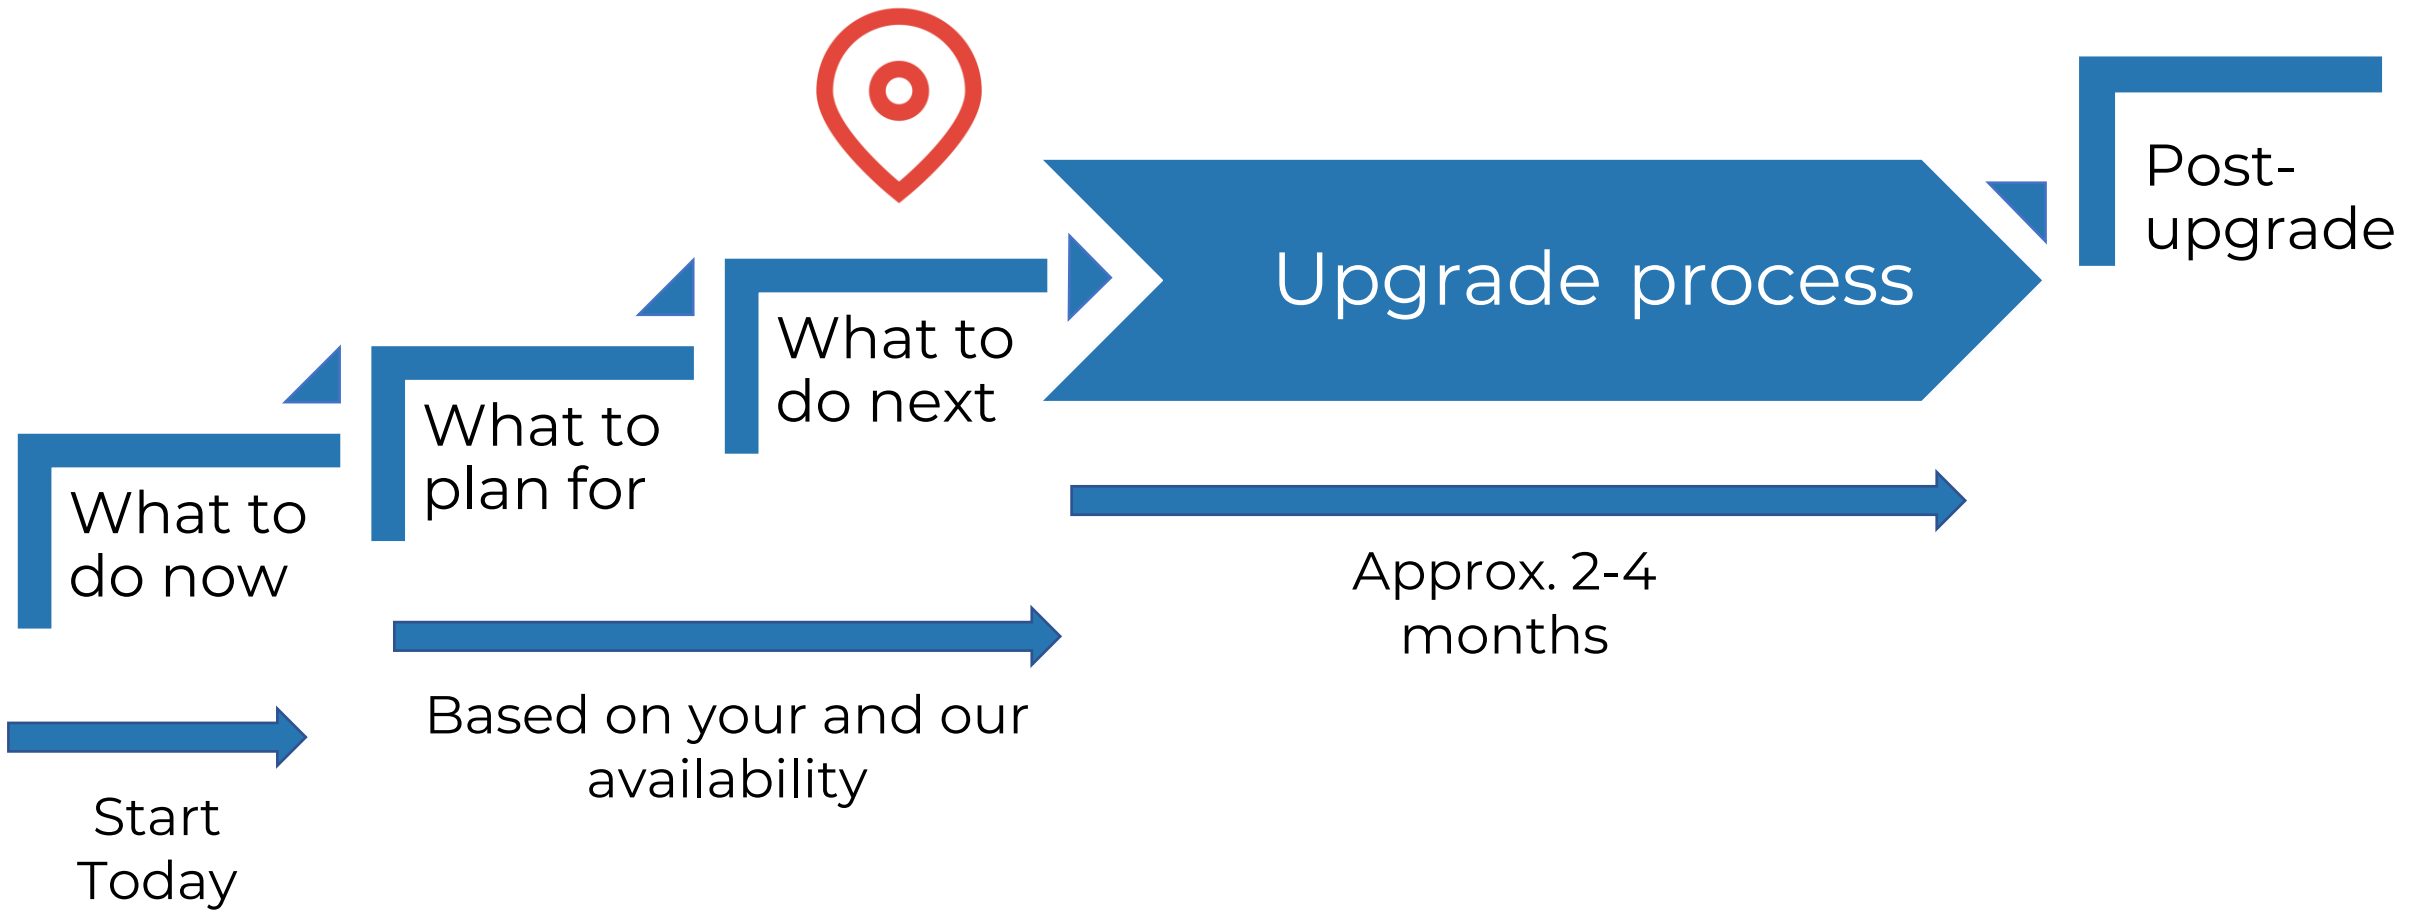 What to
do now
What to
plan for
What to
do next
Upgrade process
Post-
upgrade
Start
Today
Based on your and our
availability
Approx. 2-4
months